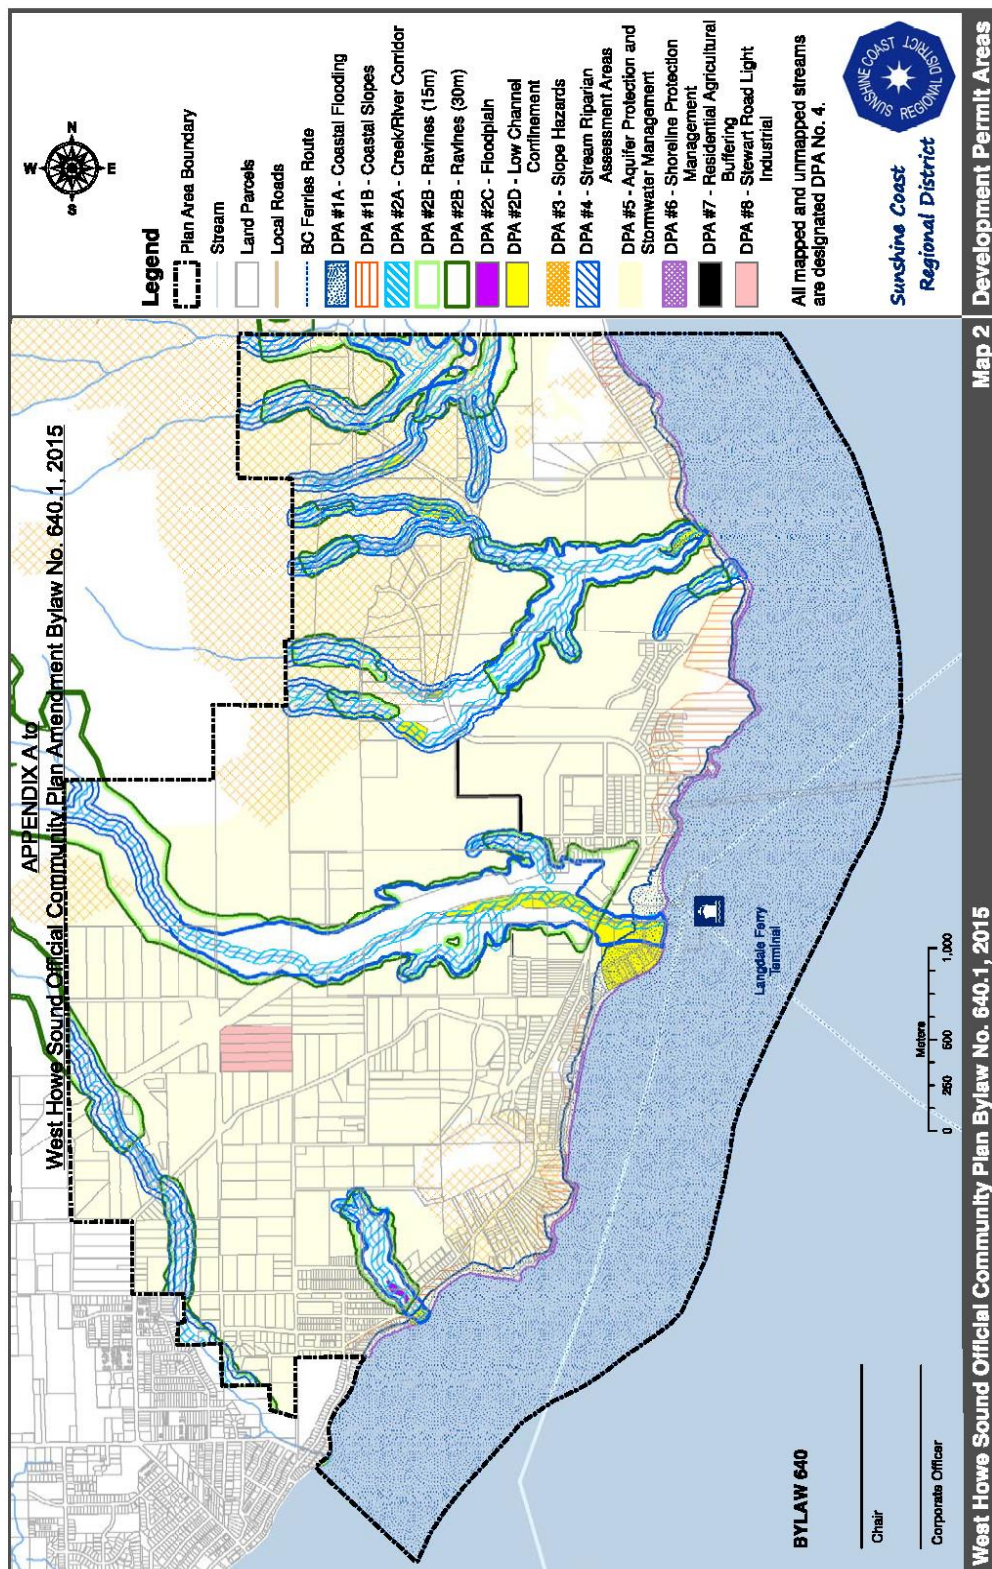 APPENDIX A to
West Howe Sound Official Community Plan Amendment Bylaw No. 640.1, 2015
Langdale Ferry
Terminal
Meters
0 250 500 1,000
BYLAW 640
Chair
Corporate Officer
N
W E
S
Legend
Plan Area Boundary
Stream
Land Parcels
Local Roads
BC Ferries Route
DPA #1A - Coastal Flooding
DPA #1B - Coastal Slopes
DPA #2A - Creek/River Corridor
DPA #2B - Ravines (15m)
DPA #2B - Ravines (30m)
DPA #2C - Floodplain
DPA #2D - Low Channel
Confinement
DPA #3 - Slope Hazards
DPA #4 - Stream Riparian
Assessment Areas
DPA #5 - Aquifer Protection and
Stormwater Management
DPA #6 - Shoreline Protection
Management
DPA #7 - Residential Agricultural
Buffering
DPA #8 - Stewart Road Light
Industrial
All mapped and unmapped streams
are designated DPA No. 4.
SUNSHINE COAST
REGIONAL DISTRICT
Sunshine Coast
Regional District
West Howe Sound Official Community Plan Bylaw No. 640.1, 2015
Map 2
Development Permit Areas